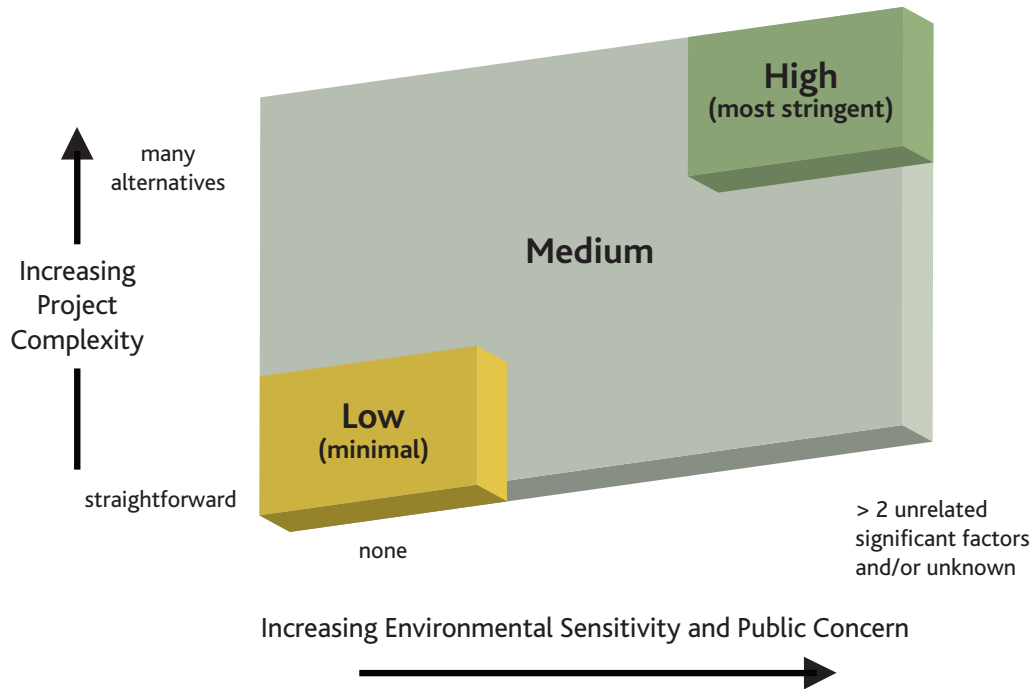 High
(most stringent)
many
alternatives
Medium
Increasing
Project
Complexity
Low
(minimal)
straightforward
none
> 2 unrelated
significant factors
and/or unknown
Increasing Environmental Sensitivity and Public Concern